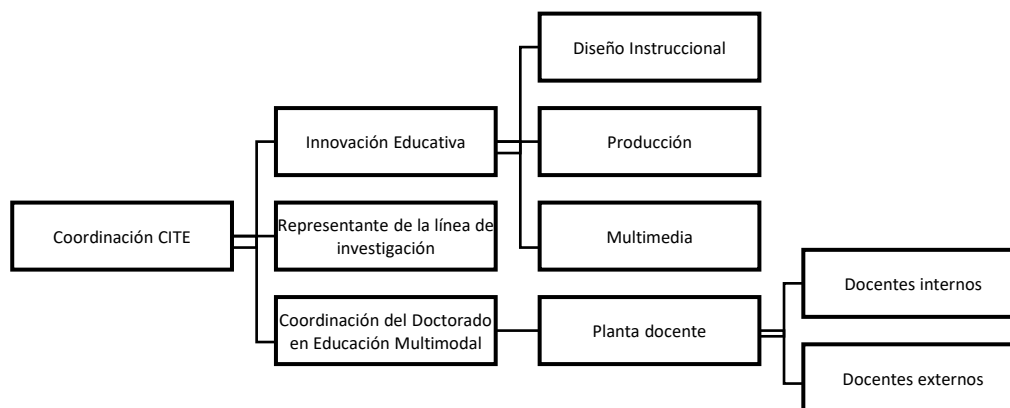 Diseño Instruccional
Innovación Educativa
Producción
Coordinación CITE
Representante de la línea de
investigación
Multimedia
Coordinación del Doctorado
en Educación Multimodal
Planta docente
Docentes internos
Docentes externos